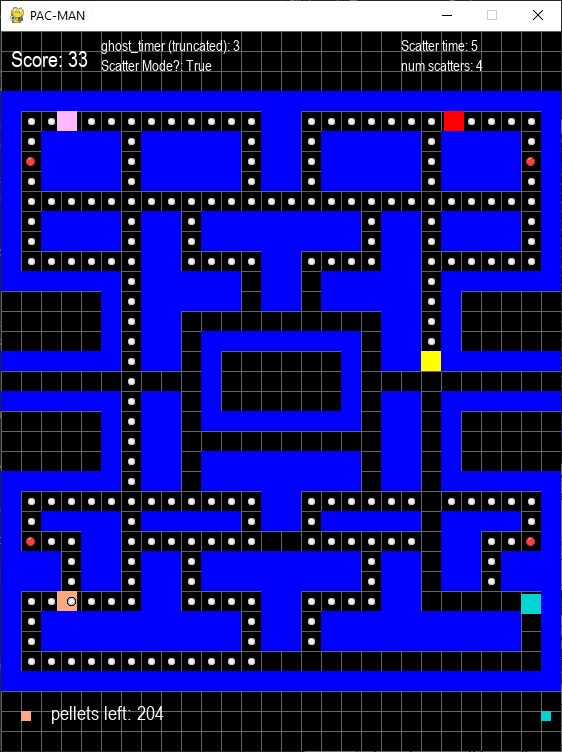 PAC-MAN
ghost_timer (truncated): 3
Scatter time: 5
Score: 33
Scatter Mode?: True
num scatters: 4
pellets left: 204